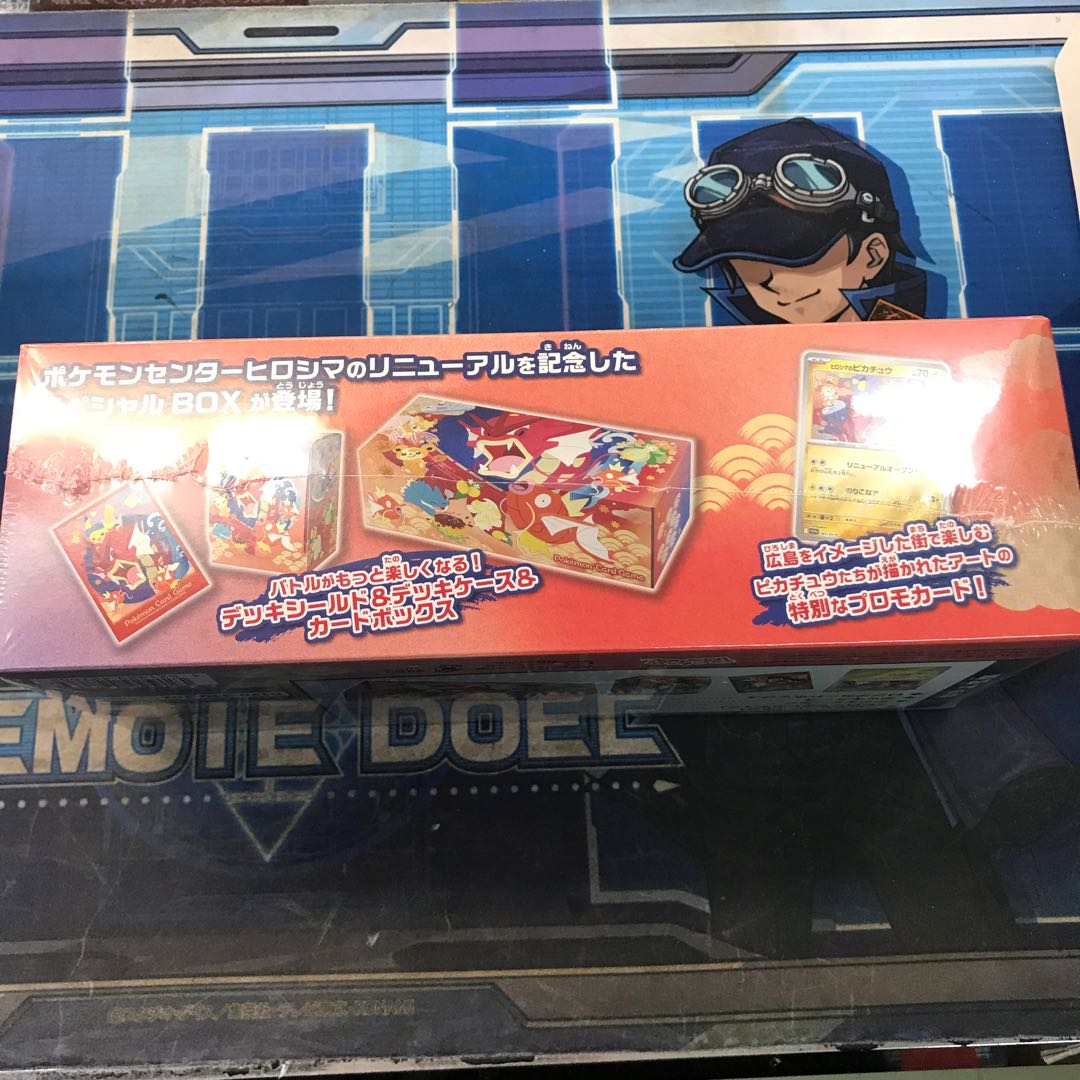 ポケモンセンターヒロシマのリニューアルを記念した
スペシャルBOXが登場！
ヒロシマのピカチュウ
70
リニューアルオープン
のりこなす
Pokémon Card Game
Pokémon Card Game
バトルがもっと楽しくなる！
デッキシールド＆デッキケース＆
カードボックス
広島をイメージした街で楽しむ
ピカチュウたちが描かれたアートの
特別なプロモカード！
EMOTE DUEL